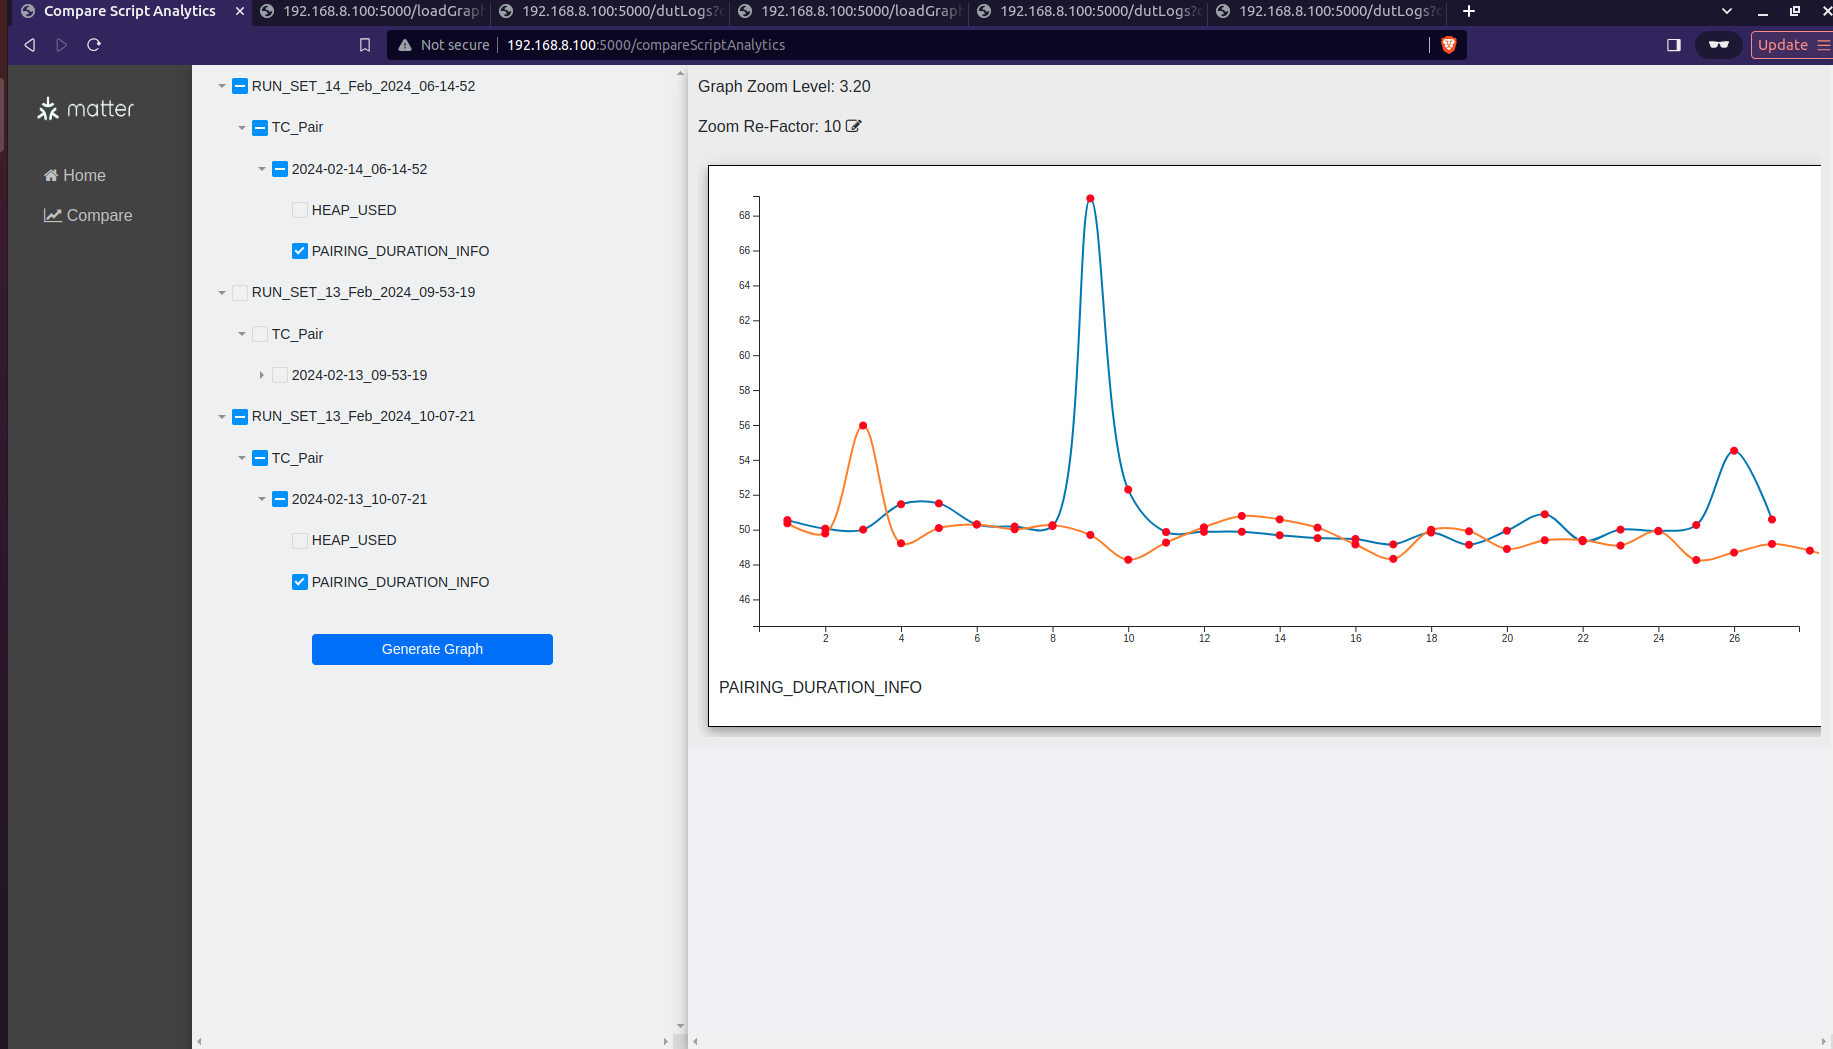 Compare Script Analytics
192.168.8.100:5000/loadGraph
192.168.8.100:5000/dutLogs?
192.168.8.100:5000/loadGraph
192.168.8.100:5000/dutLogs?
192.168.8.100:5000/dutLogs?
Not secure
192.168.8.100:5000/compareScriptAnalytics
Update
matter
Home
Compare
RUN_SET_14_Feb_2024_06-14-52
TC_Pair
2024-02-14_06-14-52
HEAP_USED
PAIRING_DURATION_INFO
RUN_SET_13_Feb_2024_09-53-19
TC_Pair
2024-02-13_09-53-19
RUN_SET_13_Feb_2024_10-07-21
TC_Pair
2024-02-13_10-07-21
HEAP_USED
PAIRING_DURATION_INFO
Generate Graph
Graph Zoom Level: 3.20
Zoom Re-Factor: 10
68
66
64
62
60
58
56
54
52
50
48
46
2 4 6 8 10 12 14 16 18 20 22 24 26
PAIRING_DURATION_INFO